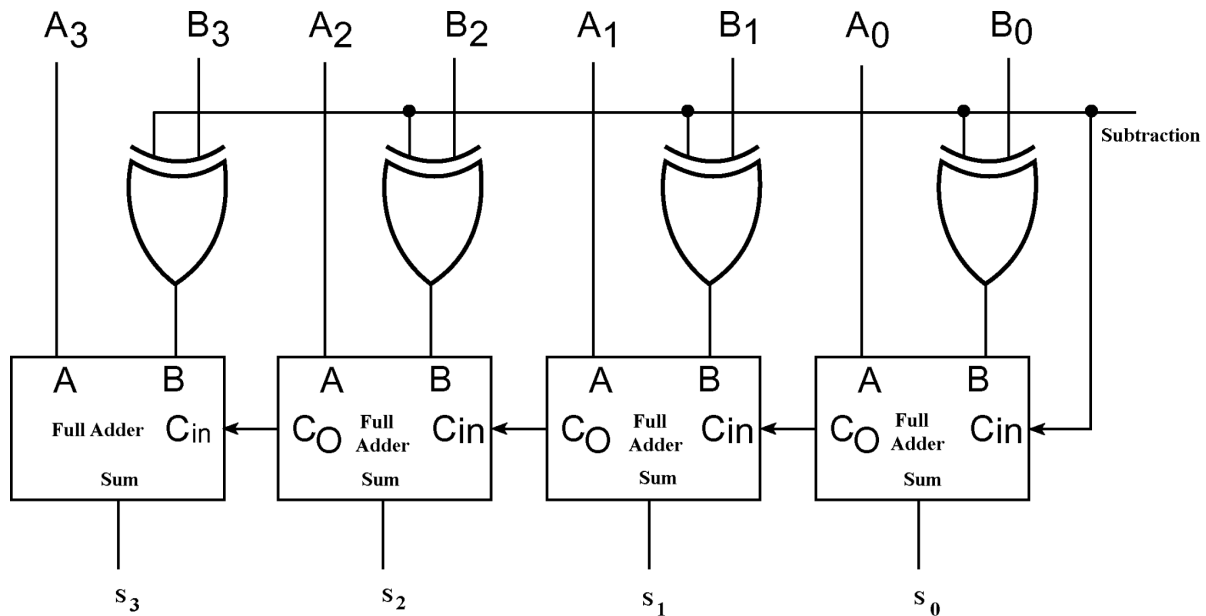 A3 B3 A2 B2 A1 B1 A0 B0
Subtraction
A B A B A B A B
Full Adder Cin CO Full Adder Cin CO Full Adder Cin CO Full Adder Cin
Sum Sum Sum Sum
s3 s2 s1 s0